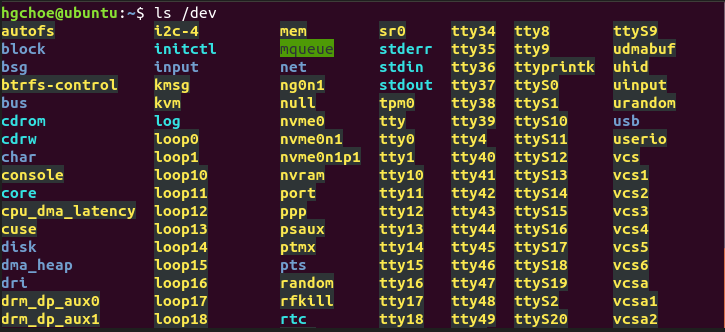 hgchoe@ubuntu:~$ ls /dev
autofs i2c-4 mem sr0 tty34 tty8 ttyS9
block initctl mqueue stderr tty35 tty9 udmabuf
bsg input net stdin tty36 ttyprintk uhid
btrfs-control kmsg ng0n1 stdout tty37 ttyS0 uinput
bus kvm null tpm0 tty38 ttyS1 urandom
cdrom log nvme0 tty tty39 ttyS10 usb
cdrw loop0 nvme0n1 tty0 tty4 ttyS11 userio
char loop1 nvme0n1p1 tty1 tty40 ttyS12 vcs
console loop10 nvram tty10 tty41 ttyS13 vcs1
core loop11 port tty11 tty42 ttyS14 vcs2
cpu_dma_latency loop12 ppp tty12 tty43 ttyS15 vcs3
cuse loop13 psaux tty13 tty44 ttyS16 vcs4
disk loop14 ptmx tty14 tty45 ttyS17 vcs5
dma_heap loop15 pts tty15 tty46 ttyS18 vcs6
dri loop16 random tty16 tty47 ttyS19 vcsa
drm_dp_aux0 loop17 rfkill tty17 tty48 ttyS2 vcsa1
drm_dp_aux1 loop18 rtc tty18 tty49 ttyS20 vcsa2